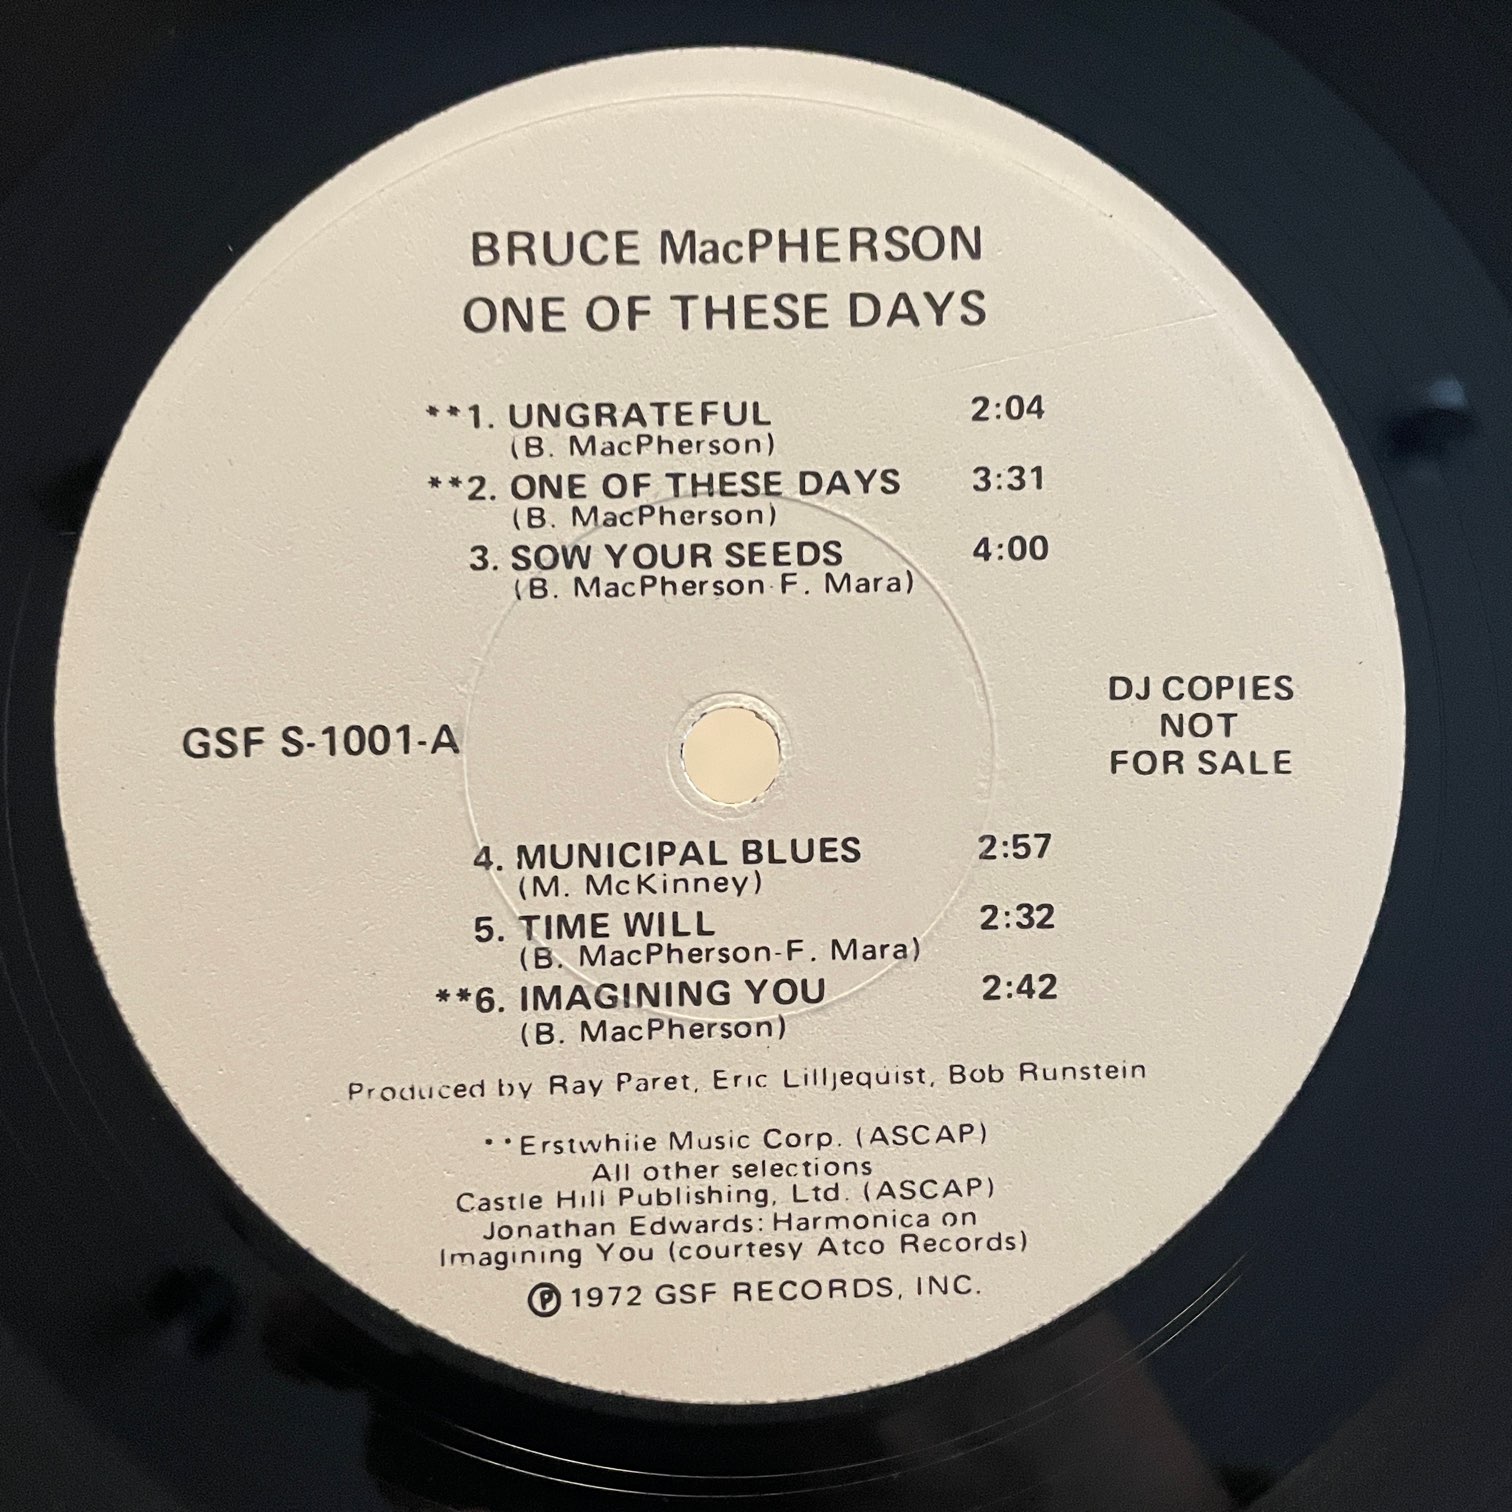 BRUCE MacPHERSON
ONE OF THESE DAYS
**1. UNGRATEFUL 2:04
(B. MacPherson)
**2. ONE OF THESE DAYS 3:31
(B. MacPherson)
3. SOW YOUR SEEDS 4:00
(B. MacPherson-F. Mara)
GSF S-1001-A
DJ COPIES
NOT
FOR SALE
4. MUNICIPAL BLUES 2:57
(M. McKinney)
5. TIME WILL 2:32
(B. MacPherson-F. Mara)
**6. IMAGINING YOU 2:42
(B. MacPherson)
Produced by Ray Paret, Eric Lilljequist, Bob Runstein
**Erstwhile Music Corp. (ASCAP)
All other selections
Castle Hill Publishing, Ltd. (ASCAP)
Jonathan Edwards: Harmonica on
Imagining You (courtesy Atco Records)
℗ 1972 GSF RECORDS, INC.